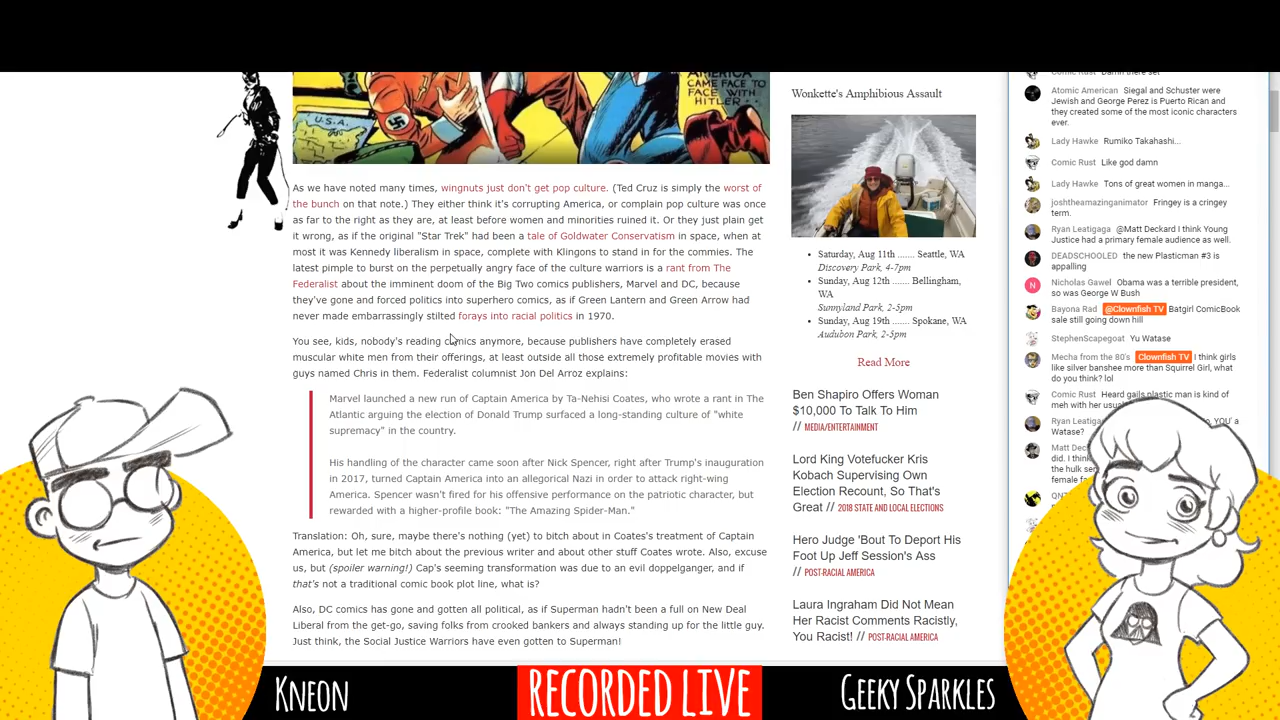 AMERICA
CAME FACE TO
FACE WITH
HITLER..
U.S.A.
As we have noted many times, wingnuts just don't get pop culture. (Ted Cruz is simply the worst of
the bunch on that note.) They either think it's corrupting America, or complain pop culture was once
as far to the right as they are, at least before women and minorities ruined it. Or they just plain get
it wrong, as if the original "Star Trek" had been a tale of Goldwater Conservatism in space, when at
most it was Kennedy liberalism in space, complete with Klingons to stand in for the commies. The
latest pimple to burst on the perpetually angry face of the culture warriors is a rant from The
Federalist about the imminent doom of the Big Two comics publishers, Marvel and DC, because
they've gone and forced politics into superhero comics, as if Green Lantern and Green Arrow had
never made embarrassingly stilted forays into racial politics in 1970.
You see, kids, nobody's reading comics anymore, because publishers have completely erased
muscular white men from their offerings, at least outside all those extremely profitable movies with
guys named Chris in them. Federalist columnist Jon Del Arroz explains:
Marvel launched a new run of Captain America by Ta-Nehisi Coates, who wrote a rant in The
Atlantic arguing the election of Donald Trump surfaced a long-standing culture of "white
supremacy" in the country.
His handling of the character came soon after Nick Spencer, right after Trump's inauguration
in 2017, turned Captain America into an allegorical Nazi in order to attack right-wing
America. Spencer wasn't fired for his offensive performance on the patriotic character, but
rewarded with a higher-profile book: "The Amazing Spider-Man."
Translation: Oh, sure, maybe there's nothing (yet) to bitch about in Coates's treatment of Captain
America, but let me bitch about the previous writer and about other stuff Coates wrote. Also, excuse
us, but (spoiler warning!) Cap's seeming transformation was due to an evil doppelganger, and if
that's not a traditional comic book plot line, what is?
Also, DC comics has gone and gotten all political, as if Superman hadn't been a full on New Deal
Liberal from the get-go, saving folks from crooked bankers and always standing up for the little guy.
Just think, the Social Justice Warriors have even gotten to Superman!
Wonkette's Amphibious Assault
Saturday, Aug 11th ....... Seattle, WA
Discovery Park, 4-7pm
Sunday, Aug 12th ....... Bellingham,
WA
Sunnyland Park, 2-5pm
Sunday, Aug 19th ....... Spokane, WA
Audubon Park, 2-5pm
Read More
Ben Shapiro Offers Woman
$10,000 To Talk To Him
// MEDIA/ENTERTAINMENT
Lord King Votefucker Kris
Kobach Supervising Own
Election Recount, So That's
Great // 2018 STATE AND LOCAL ELECTIONS
Hero Judge 'Bout To Deport His
Foot Up Jeff Session's Ass
// POST-RACIAL AMERICA
Laura Ingraham Did Not Mean
Her Racist Comments Racistly,
You Racist! // POST-RACIAL AMERICA
Comic Rust Damn there set
Atomic American Siegal and Schuster were
Jewish and George Perez is Puerto Rican and
they created some of the most iconic characters
ever.
Lady Hawke Rumiko Takahashi...
Comic Rust Like god damn
Lady Hawke Tons of great women in manga...
joshtheamazinganimator Fringey is a cringey
term.
Ryan Leatigaga @Matt Deckard I think Young
Justice had a primary female audience as well.
DEADSCHOOLED the new Plasticman #3 is
appalling
N
Nicholas Gawel Obama was a terrible president,
so was George W Bush
Bayona Rad @Clownfish TV Batgirl ComicBook
sale still going down hill
StephenScapegoat Yu Watase
Mecha from the 80's Clownfish TV I think girls
like silver banshee more than Squirrel Girl, what
do you think? lol
Comic Rust Heard gails plastic man is kind of
meh with her usual
Ryan Leatigaga
Watase?
Matt
did. I think
the hulk
female
KNEON
RECORDED LIVE
GEEKY SPARKLES